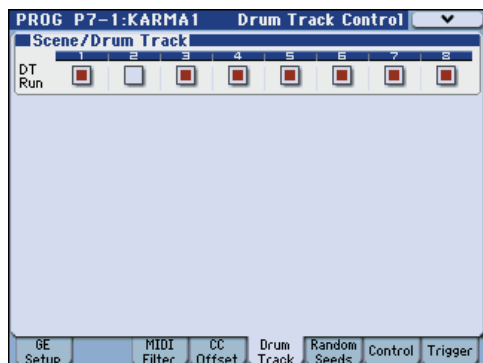 PROG P7-1:KARMA1 Drum Track Control
Scene/Drum Track
1 2 3 4 5 6 7 8
DT
Run
GE
Setup
MIDI
Filter
CC
Offset
Drum
Track
Random
Seeds
Control
Trigger